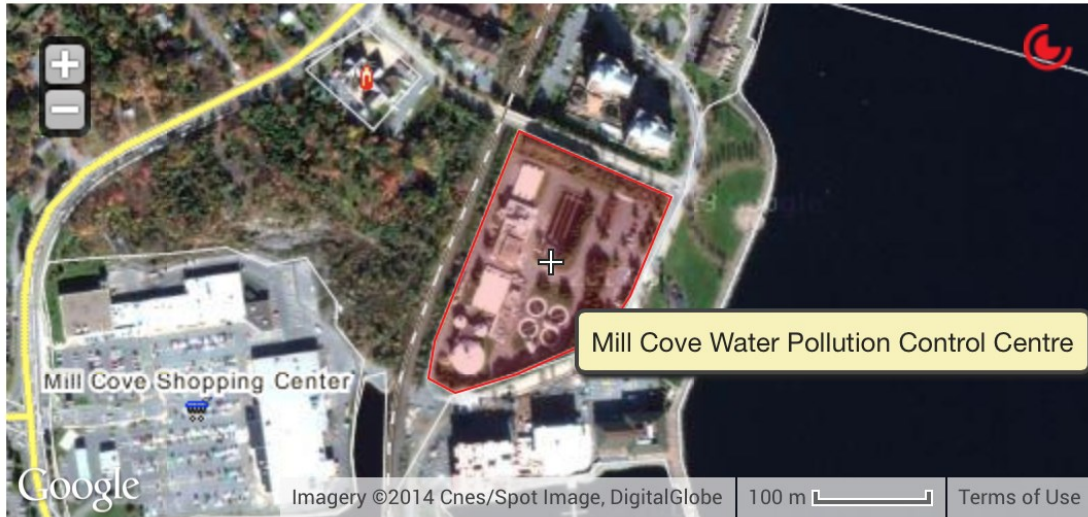 Mill Cove Water Pollution Control Centre
Mill Cove Shopping Center
Google
Imagery ©2014 Cnes/Spot Image, DigitalGlobe
100 m
Terms of Use